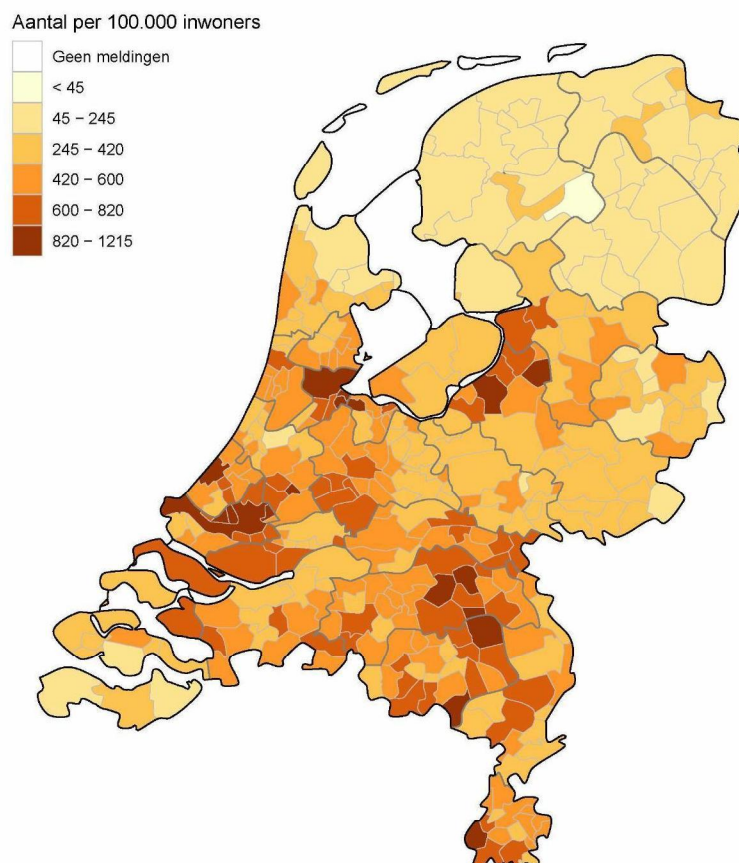 Aantal per 100.000 inwoners
Geen meldingen
< 45
45 – 245
245 – 420
420 – 600
600 – 820
820 – 1215